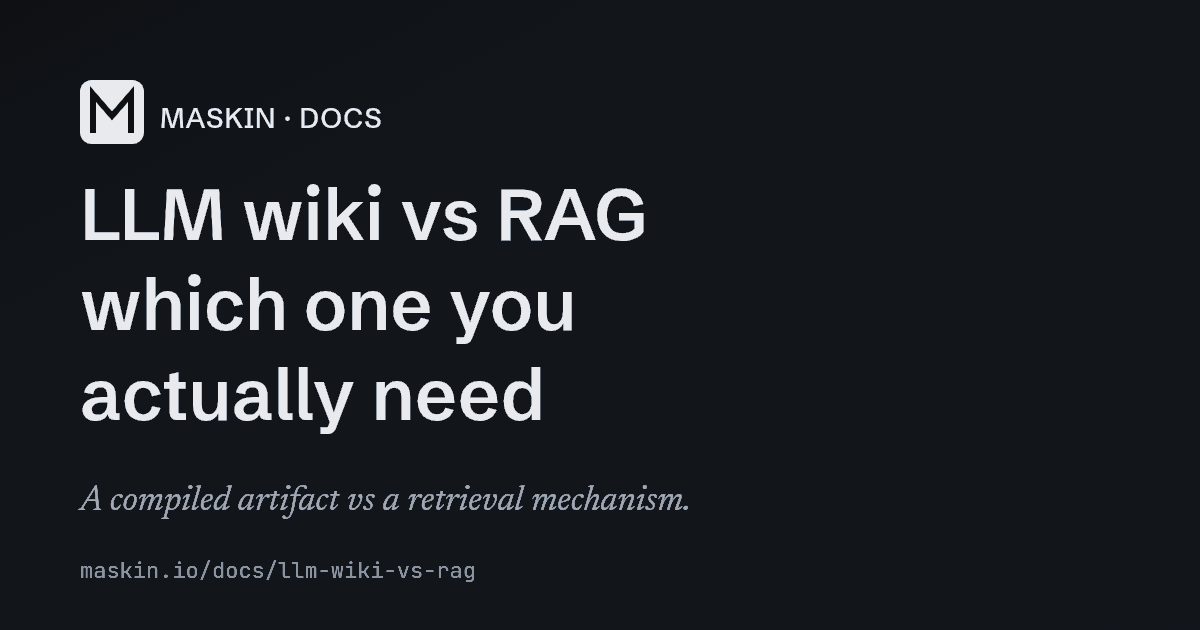 M
MASKIN · DOCS
LLM wiki vs RAG
which one you
actually need
A compiled artifact vs a retrieval mechanism.
maskin.io/docs/llm-wiki-vs-rag